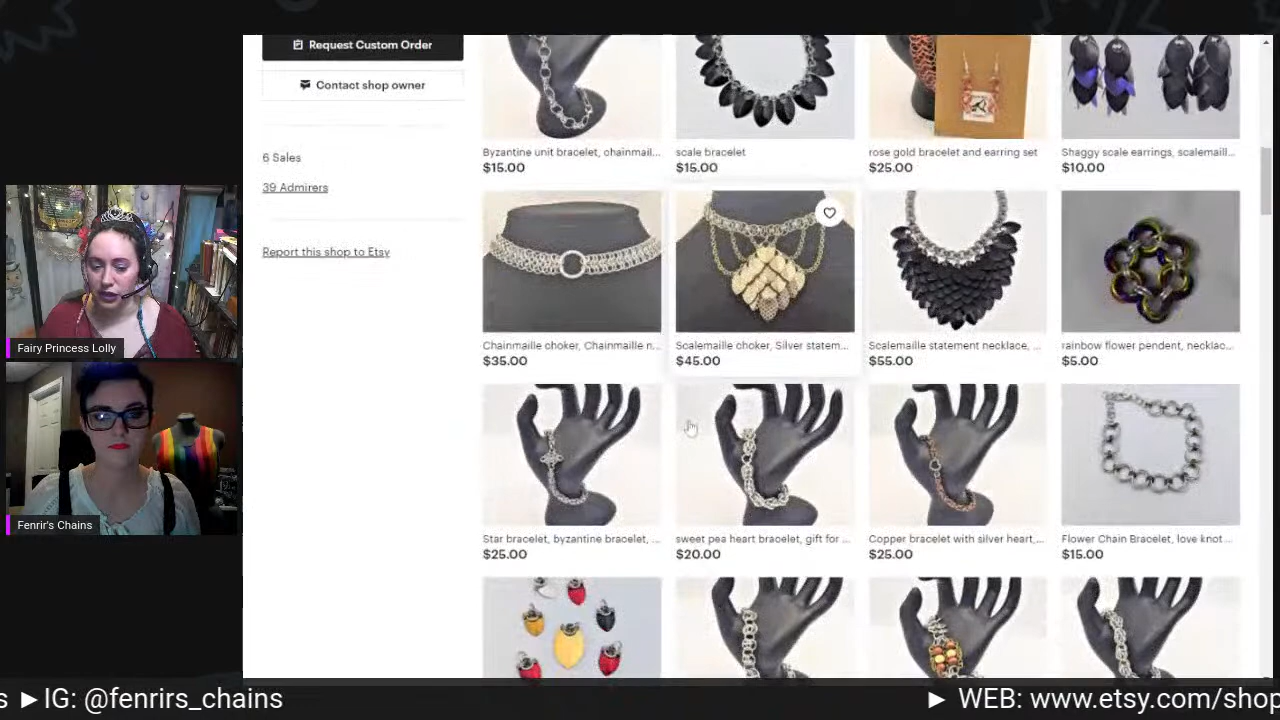 Request Custom Order
Contact shop owner
6 Sales
39 Admirers
Report this shop to Etsy
Byzantine unit bracelet, chainmail...
$15.00
scale bracelet
$15.00
rose gold bracelet and earring set
$25.00
Shaggy scale earrings, scalemaill...
$10.00
Chainmaille choker, Chainmaille n...
$35.00
Scalemaille choker, Silver statem...
$45.00
Scalemaille statement necklace, ...
$55.00
rainbow flower pendent, necklac...
$5.00
Star bracelet, byzantine bracelet, ...
$25.00
sweet pea heart bracelet, gift for ...
$20.00
Copper bracelet with silver heart,...
$25.00
Flower Chain Bracelet, love knot ...
$15.00
Fairy Princess Lolly
Fenrir's Chains
s ►IG: @fenrirs_chains
► WEB: www.etsy.com/shop